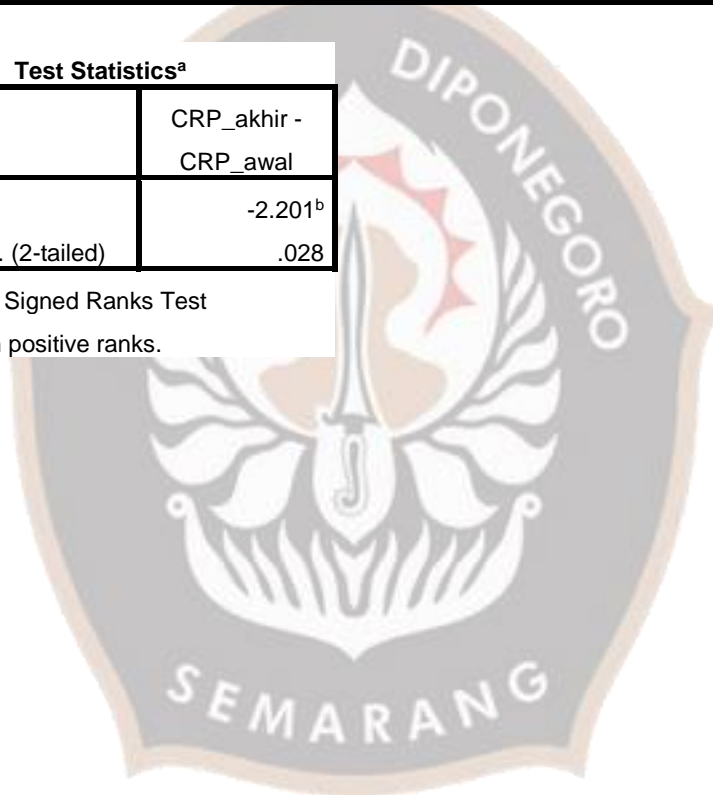 Test Statisticsᵃ
CRP_akhir -
CRP_awal
-2.201ᵇ
. (2-tailed) .028
Signed Ranks Test
positive ranks.
DIPONEGORO
SEMARANG